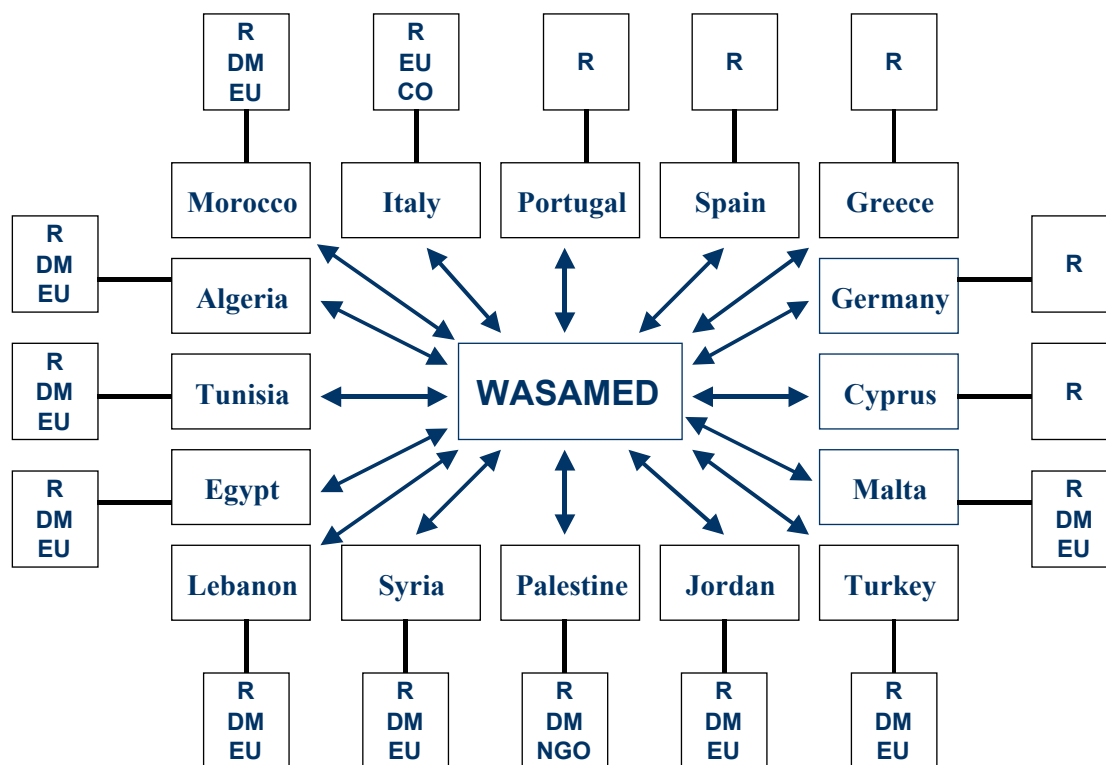 R
DM
EU
R
EU
CO
R
R
R
Morocco
Italy
Portugal
Spain
Greece
R
DM
EU
Algeria
Germany
R
R
DM
EU
Tunisia
WASAMED
Cyprus
R
R
DM
EU
Egypt
Malta
R
DM
EU
Lebanon
Syria
Palestine
Jordan
Turkey
R
DM
EU
R
DM
EU
R
DM
NGO
R
DM
EU
R
DM
EU